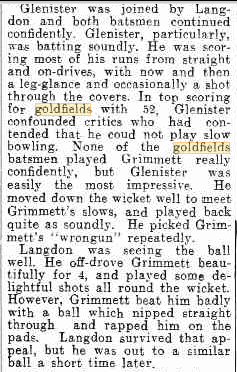 Glenister was joined by Lang-
don and both batsmen continued
confidently. Glenister, particularly,
was batting soundly. He was scor-
ing most of his runs from straight
and on-drives, with now and then
a leg-glance and occasionally a shot
through the covers. In top scoring
for goldfields with 52, Glenister
confounded critics who had con-
tended that he coud not play slow
bowling. None of the goldfields
batsmen played Grimmett really
confidently, but Glenister was
easily the most impressive. He
moved down the wicket well to meet
Grimmett's slows, and played back
quite as soundly. He picked Grim-
mett's "wrongun" repeatedly.
Langdon was seeing the ball
well. He off-drove Grimmett beau-
tifully for 4, and played some de-
lightful shots all round the wicket.
However, Grimmett beat him badly
with a ball which nipped straight
through and rapped him on the
pads. Langdon survived that ap-
peal, but he was out to a similar
ball a short time later.